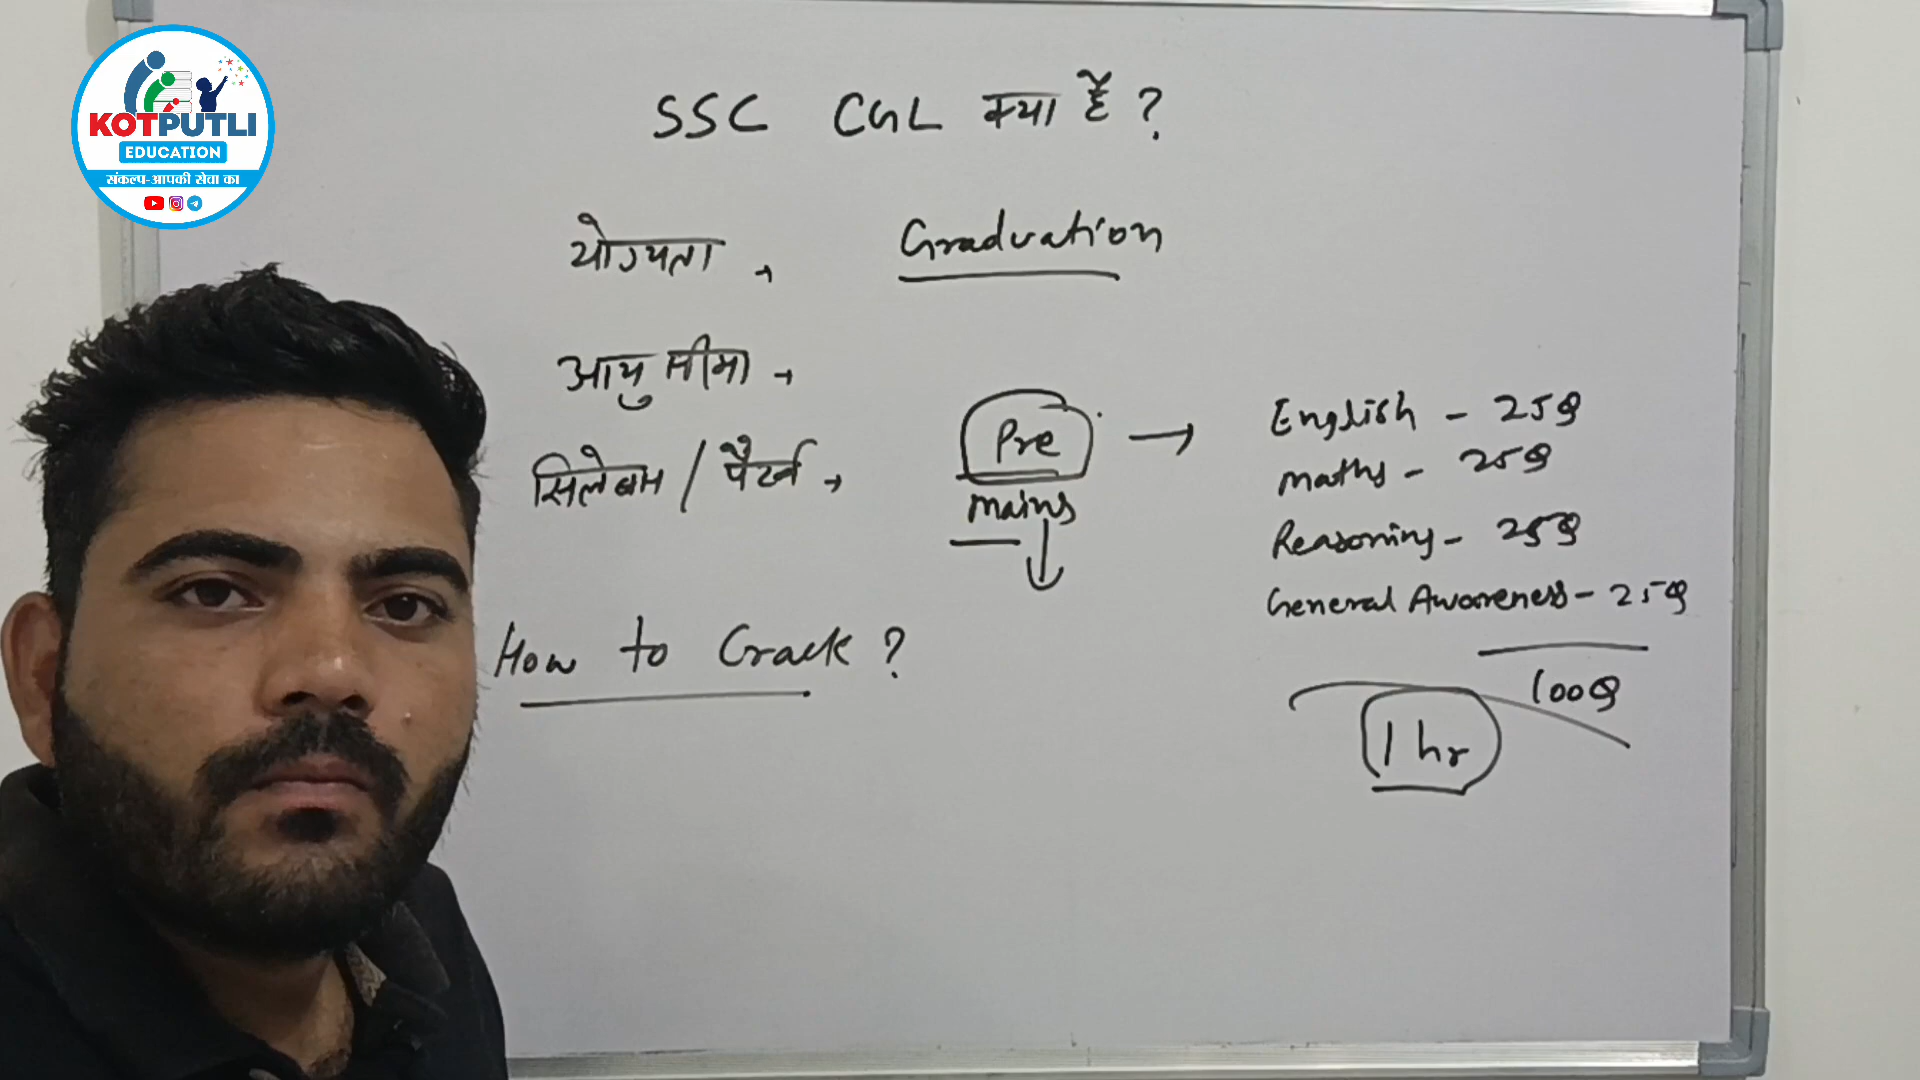 KOTPUTLI
EDUCATION
संकल्प-आपकी सेवा का
SSC CGL क्या है ?
योग्यता → Graduation
आयु सीमा →
सिलेबस / पैटर्न → Pre → English - 25Q
mains
Maths - 25Q
Reasoning - 25Q
General Awareness - 25Q
100Q
1 hr
How to Crack ?